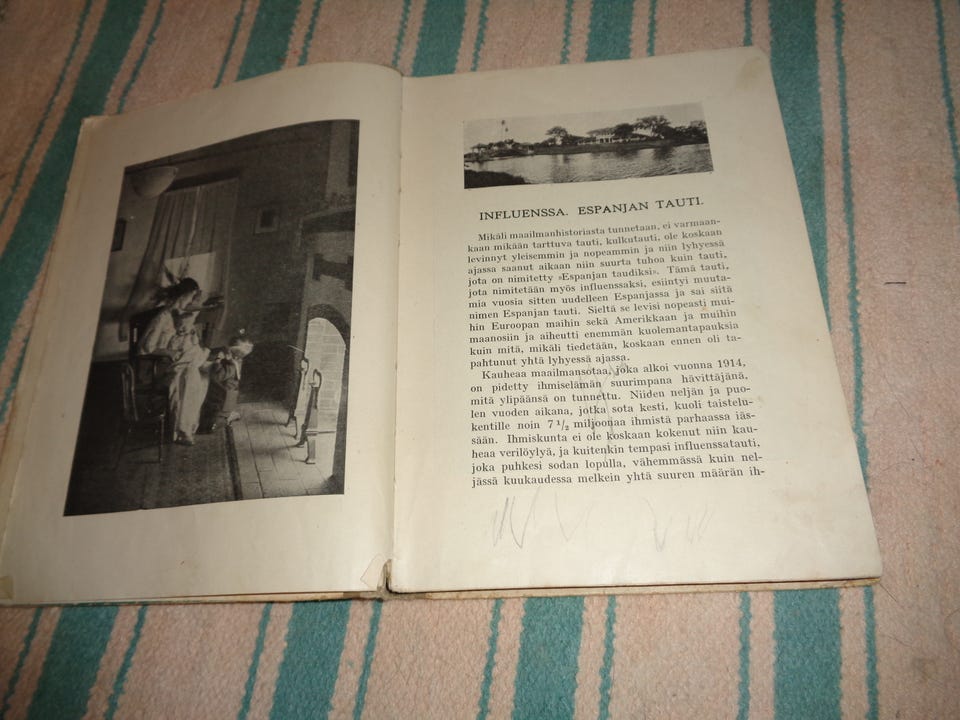 INFLUENSSA. ESPANJAN TAUTI.
Mikäli maailmanhistoriasta tunnetaan, ei varmaan-
kaan mikään tarttuva tauti, kulkutauti, ole koskaan
levinnyt yleisemmin ja nopeammin ja niin lyhyessä
ajassa saanut aikaan niin suurta tuhoa kuin tauti,
jota on nimitetty »Espanjan taudiksi». Tämä tauti,
jota nimitetään myös influenssaksi, esiintyi muuta-
mia vuosia sitten uudelleen Espanjassa ja sai siitä
nimen Espanjan tauti. Sieltä se levisi nopeasti mui-
hin Euroopan maihin sekä Amerikkaan ja muihin
maanosiin ja aiheutti enemmän kuolemantapauksia
kuin mitä, mikäli tiedetään, koskaan ennen oli ta-
pahtunut yhtä lyhyessä ajassa.
Kauheaa maailmansotaa, joka alkoi vuonna 1914,
on pidetty ihmiselämän suurimpana hävittäjänä,
mitä ylipäänsä on tunnettu. Niiden neljän ja puo-
len vuoden aikana, jotka sota kesti, kuoli taistelu-
kentille noin 7 1/2 miljoonaa ihmistä parhaassa iäs-
sään. Ihmiskunta ei ole koskaan kokenut niin kau-
heaa verilöylyä, ja kuitenkin tempasi influenssatauti,
joka puhkesi sodan lopulla, vähemmässä kuin nel-
jässä kuukaudessa melkein yhtä suuren määrän ih-